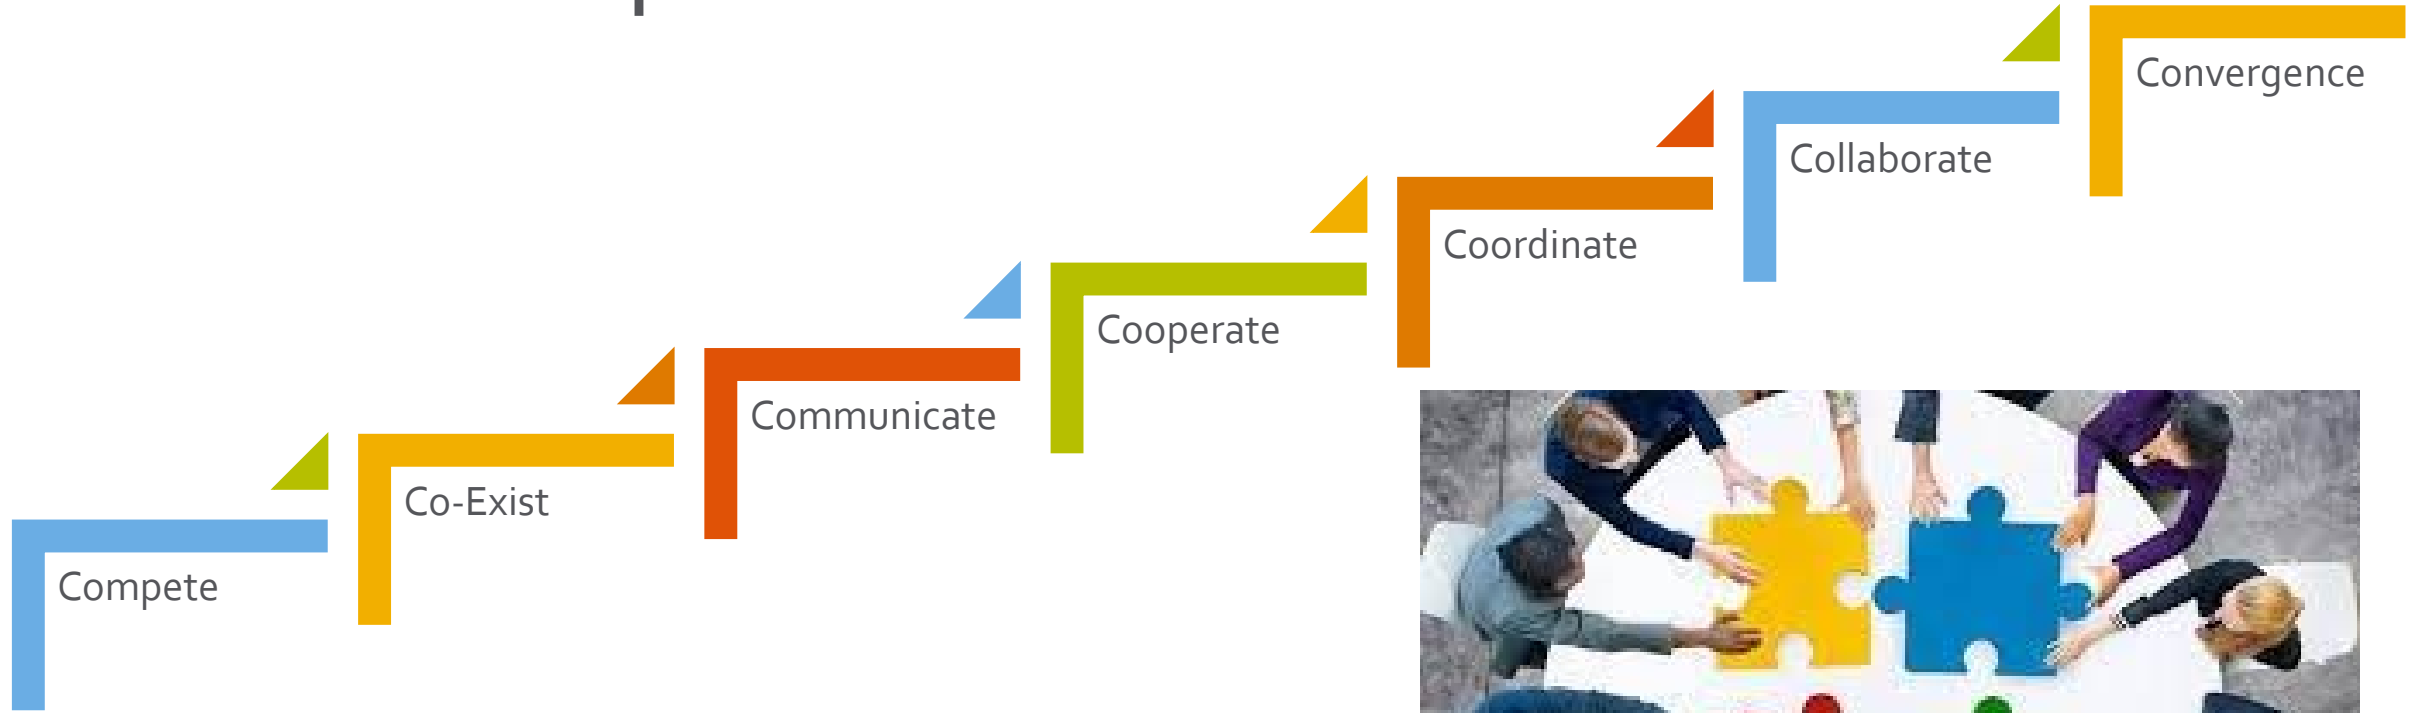 Compete
Co-Exist
Communicate
Cooperate
Coordinate
Collaborate
Convergence